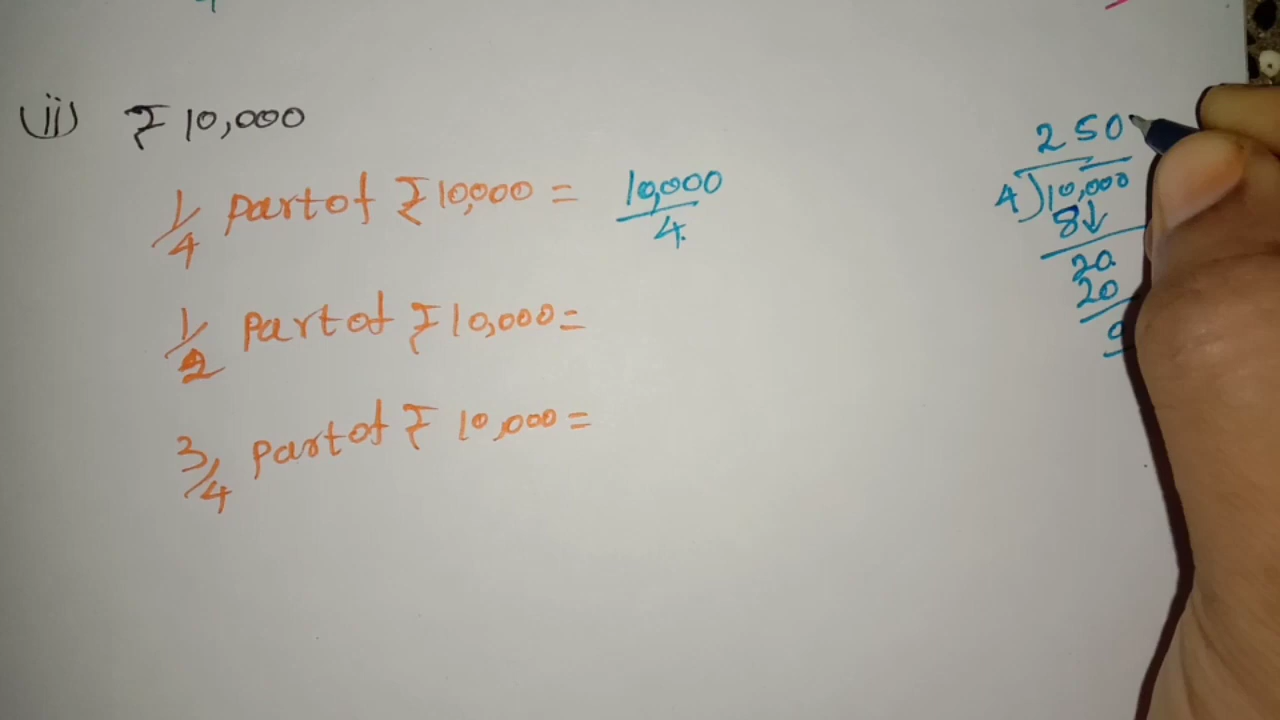 (ii) ₹ 10,000
1/4 part of ₹ 10,000 = 10,000/4
1/2 part of ₹ 10,000 =
3/4 part of ₹ 10,000 =
250
4)10,000
8↓
20
20
0